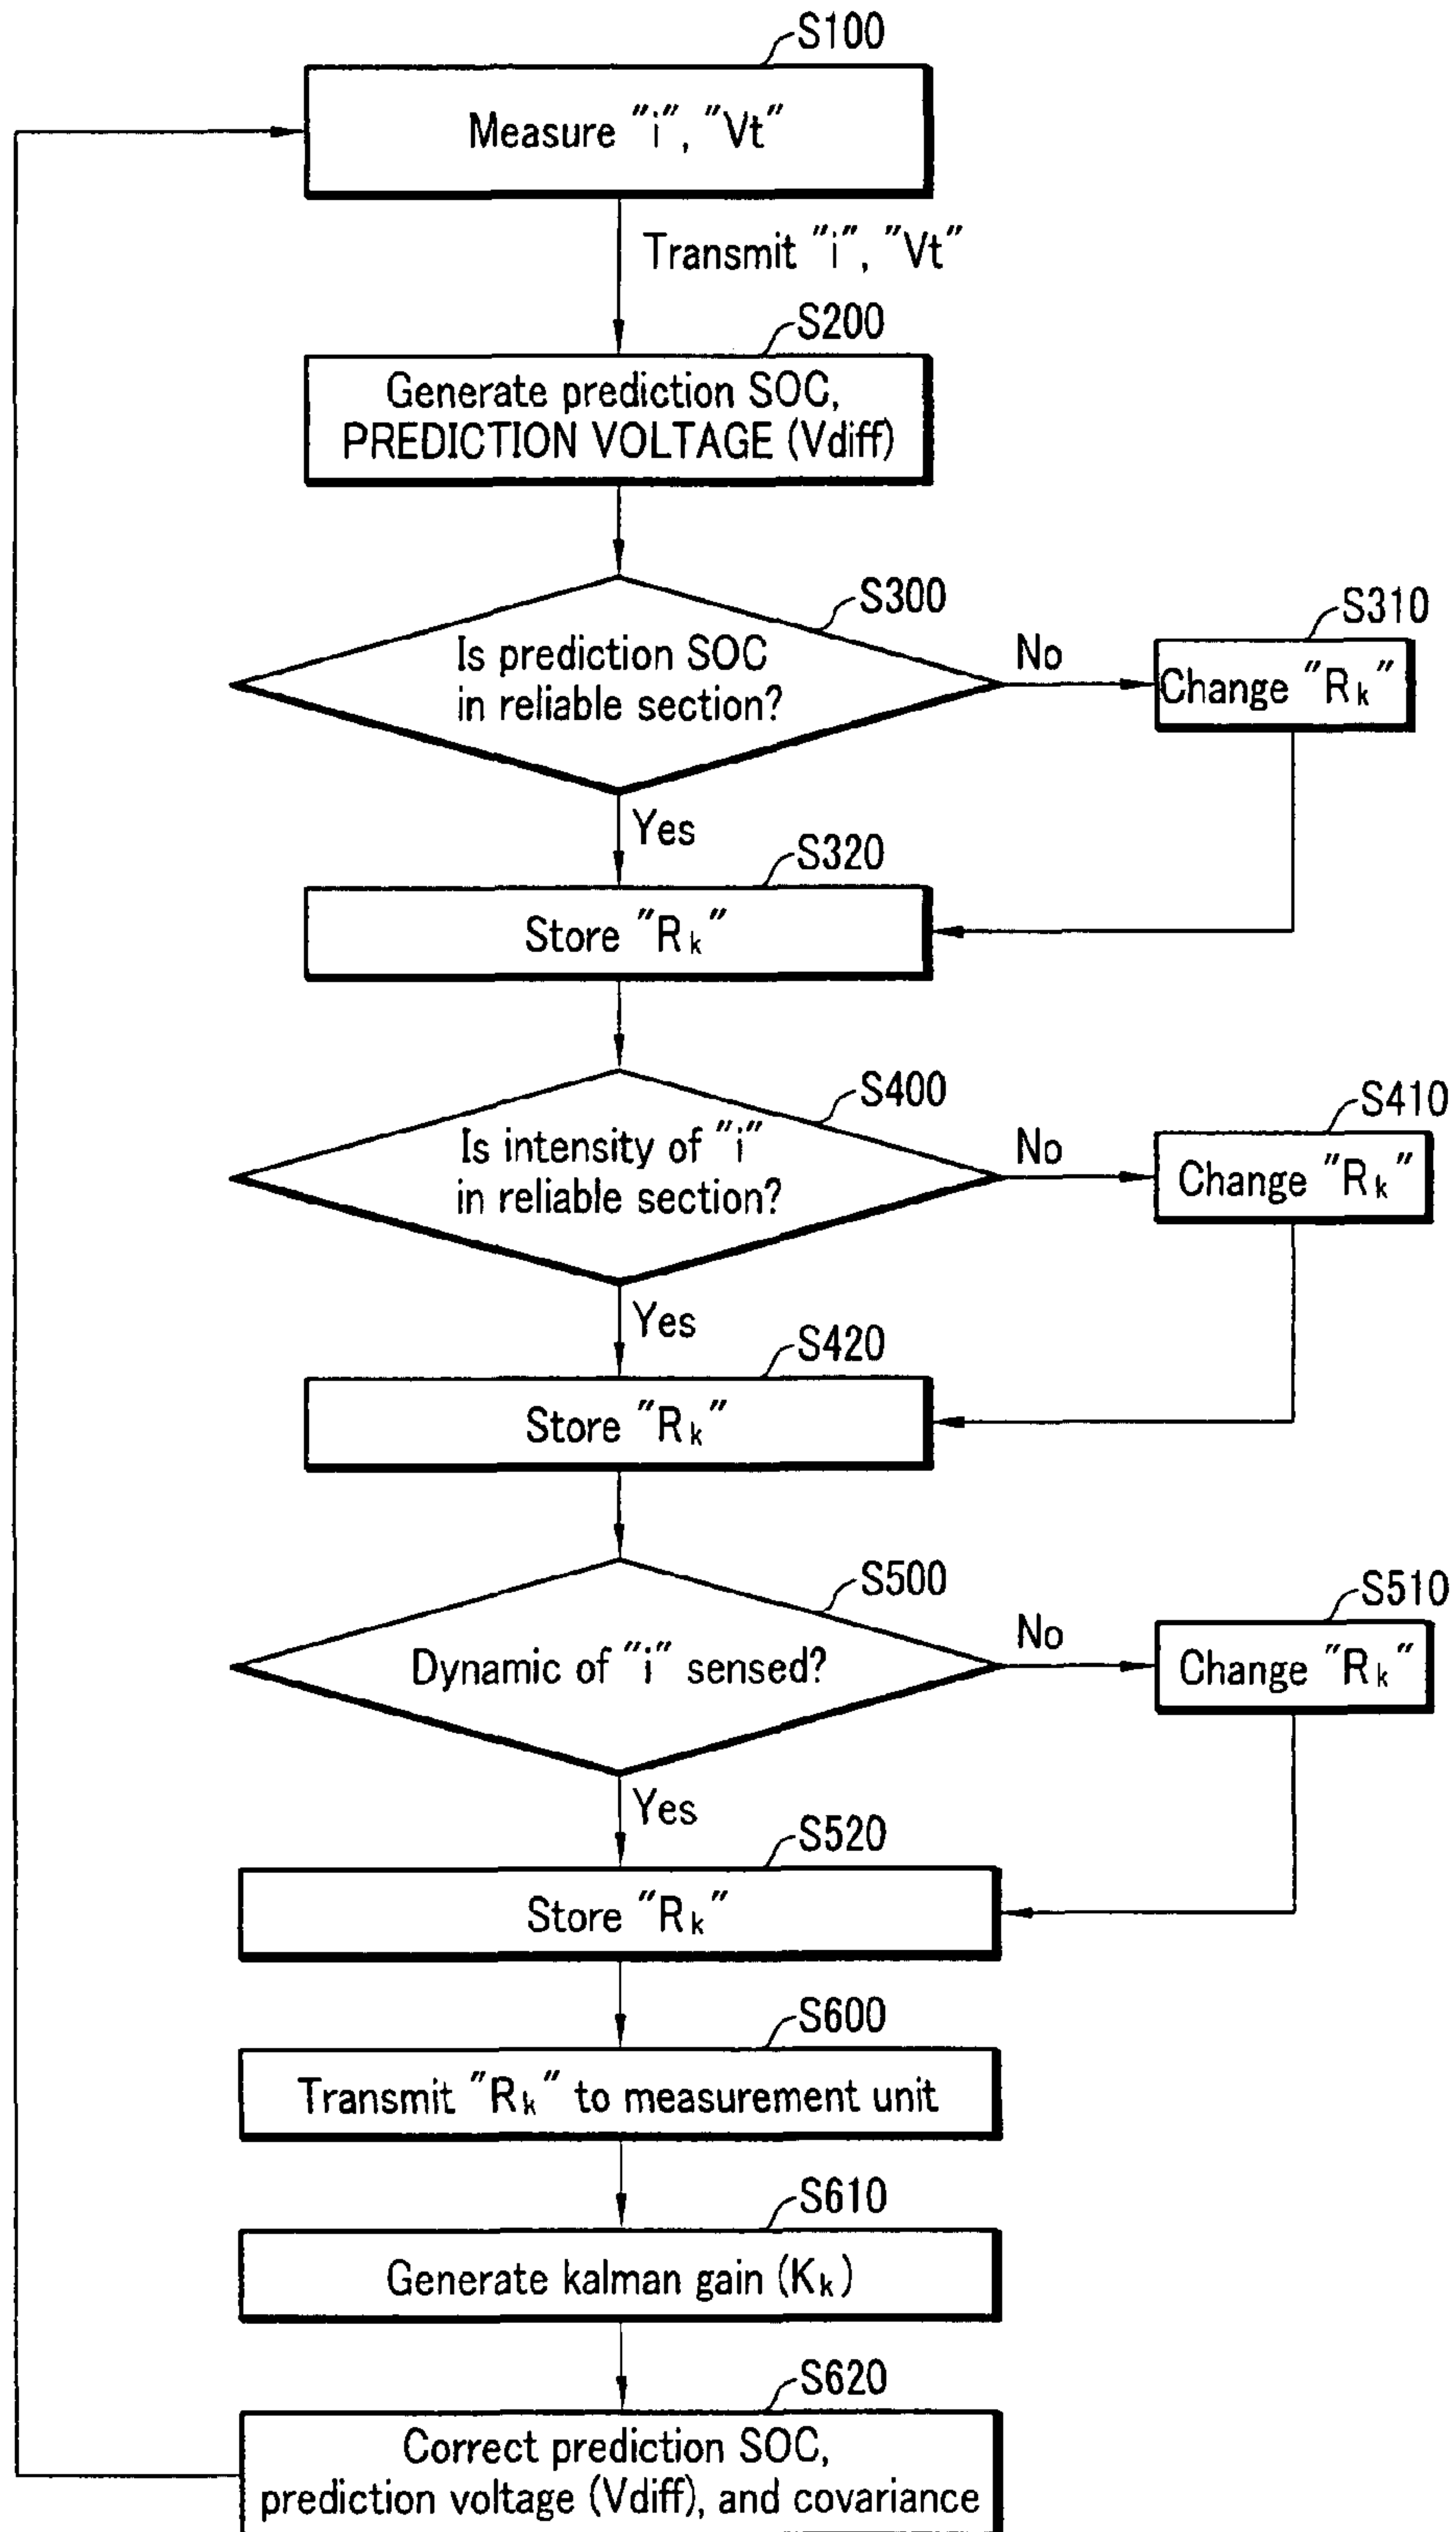 S100
Measure "i", "Vt"
Transmit "i", "Vt"
S200
Generate prediction SOC,
PREDICTION VOLTAGE (Vdiff)
S300
Is prediction SOC
in reliable section?
No
S310
Change "Rk"
Yes
S320
Store "Rk"
S400
Is intensity of "i"
in reliable section?
No
S410
Change "Rk"
Yes
S420
Store "Rk"
S500
Dynamic of "i" sensed?
No
S510
Change "Rk"
Yes
S520
Store "Rk"
S600
Transmit "Rk" to measurement unit
S610
Generate kalman gain (Kk)
S620
Correct prediction SOC,
prediction voltage (Vdiff), and covariance